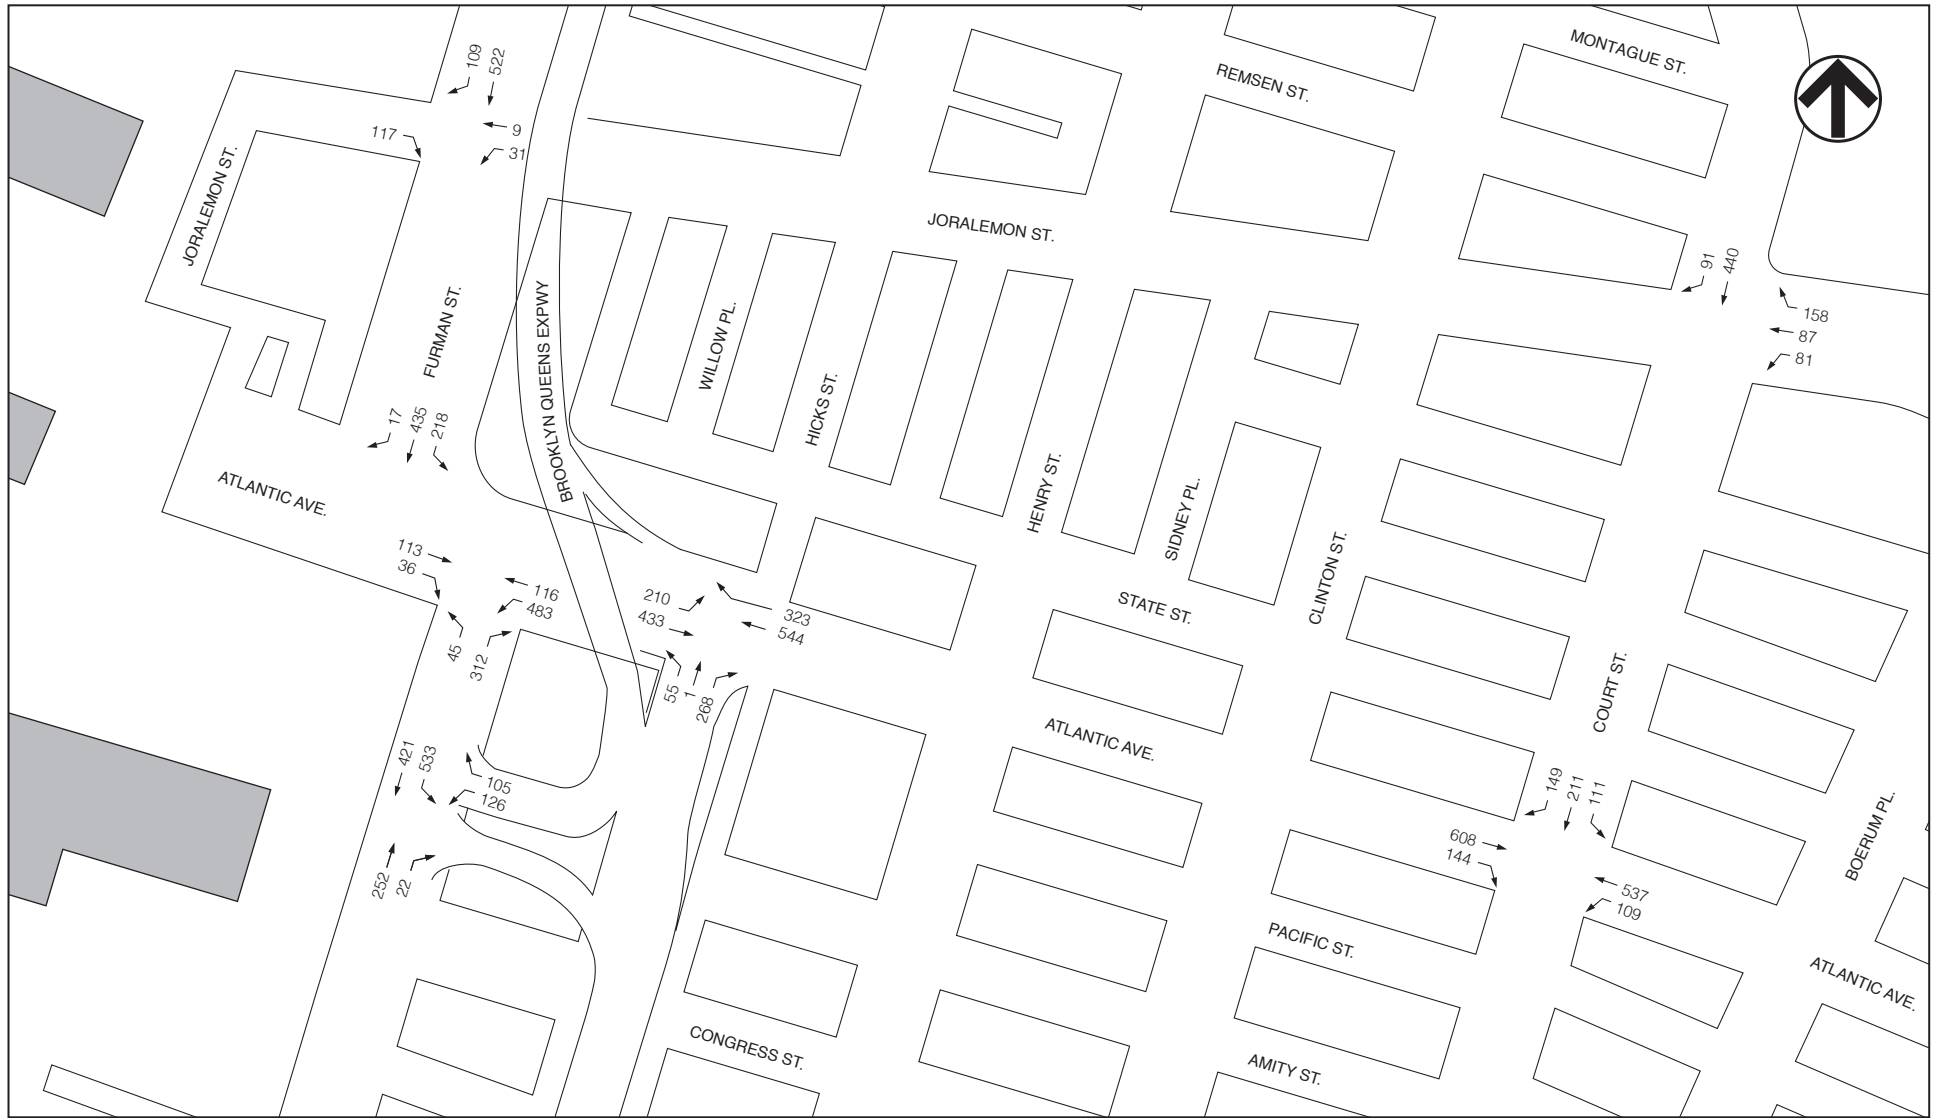 MONTAGUE ST.
REMSEN ST.
109
522
117
9
31
JORALEMON ST.
JORALEMON ST.
91
440
158
87
81
FURMAN ST.
BROOKLYN QUEENS EXPWY
WILLOW PL.
HICKS ST.
HENRY ST.
SIDNEY PL.
CLINTON ST.
17
435
218
ATLANTIC AVE.
113
36
116
483
210
433
323
544
STATE ST.
45
312
55
1
268
COURT ST.
ATLANTIC AVE.
421
533
105
126
149
211
111
608
144
BOERUM PL.
252
22
537
109
PACIFIC ST.
ATLANTIC AVE.
CONGRESS ST.
AMITY ST.